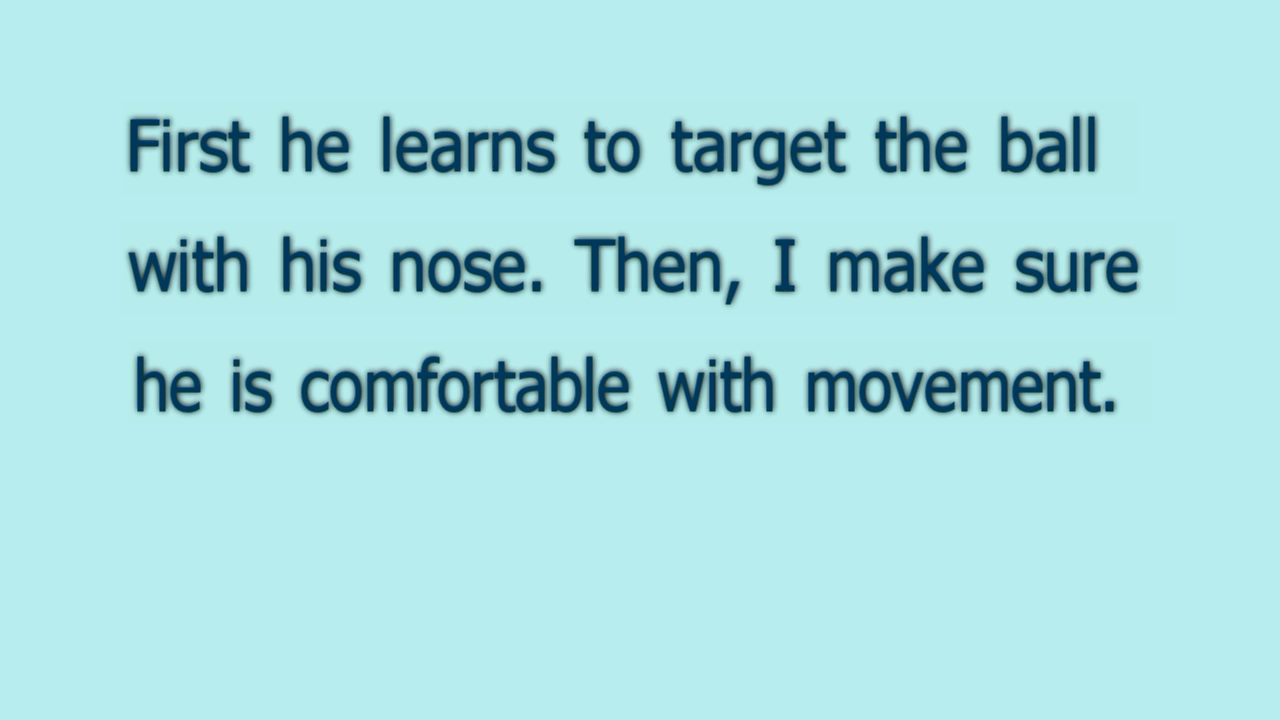 First he learns to target the ball
with his nose. Then, I make sure
he is comfortable with movement.